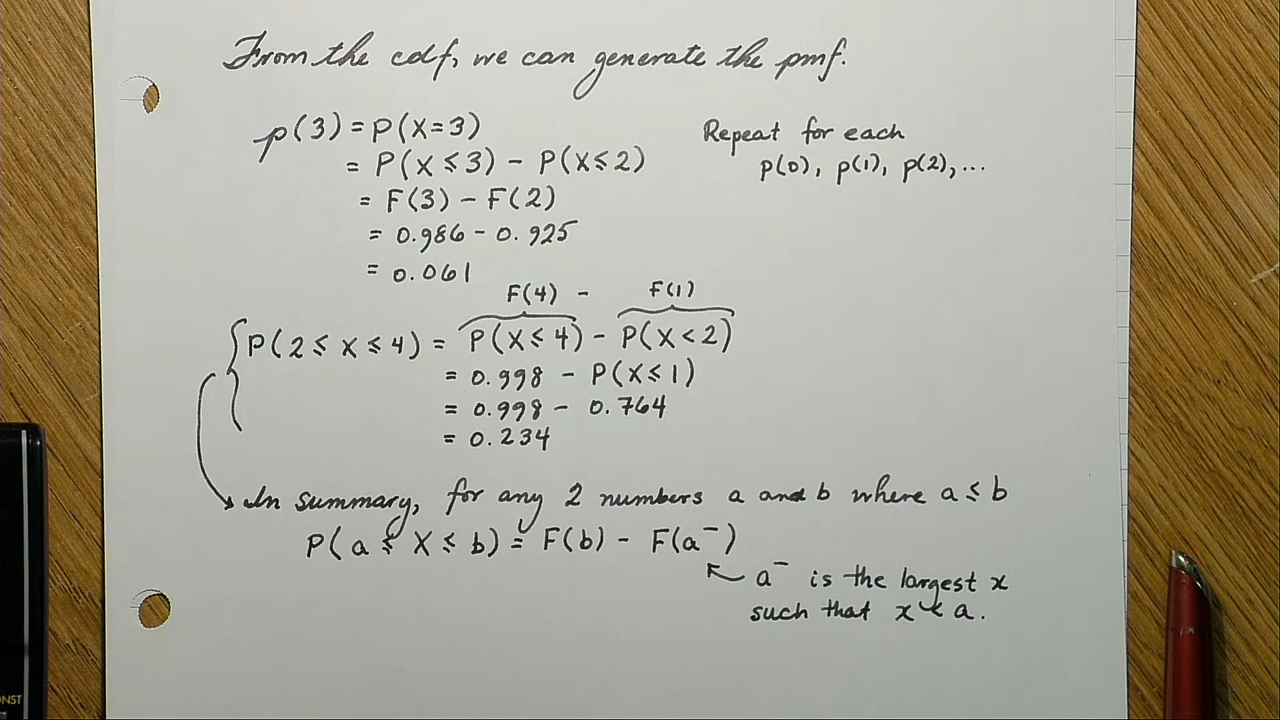 From the cdf, we can generate the pmf.
p(3) = P(X=3)
= P(X ≤ 3) - P(X ≤ 2)
= F(3) - F(2)
= 0.986 - 0.925
= 0.061
Repeat for each
p(0), p(1), p(2), ...
F(4) - F(1)
P(2 ≤ X ≤ 4) = P(X ≤ 4) - P(X < 2)
= 0.998 - P(X ≤ 1)
= 0.998 - 0.764
= 0.234
In summary, for any 2 numbers a and b where a ≤ b
P(a ≤ X ≤ b) = F(b) - F(a⁻)
a⁻ is the largest x
such that x < a.